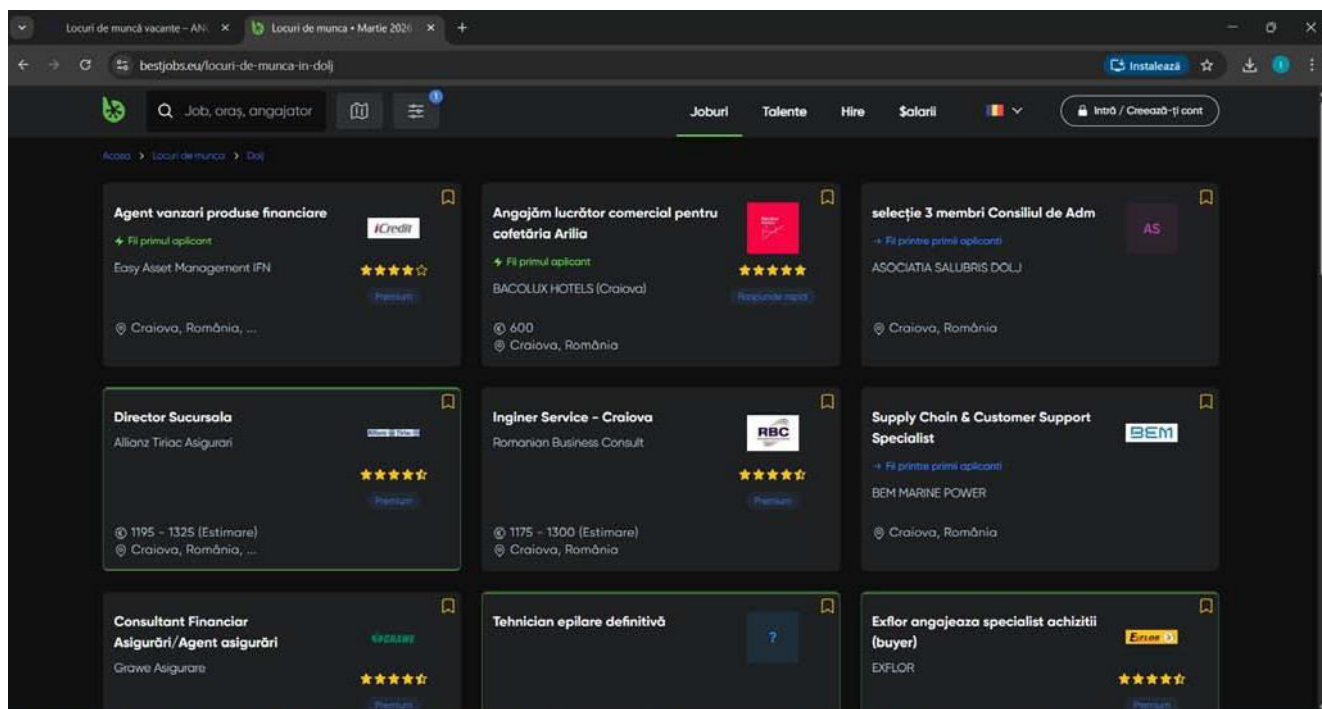 Locuri de muncă vacante – AN
Locuri de munca • Martie 2026
bestjobs.eu/locuri-de-munca-in-dolj
Instalează
Job, oraș, angajator
1
Joburi
Talente
Hire
$alarii
Intră / Creează-ți cont
Acasa > Locuri de munca > Dolj
Agent vanzari produse financiare
Fii primul aplicant
Easy Asset Management IFN
iCredit
Premium
Craiova, România, ...
Angajăm lucrător comercial pentru
cofetăria Arilia
Fii primul aplicant
BACOLUX HOTELS (Craiova)
Raspunde rapid
600
Craiova, România
selecție 3 membri Consiliul de Adm
→ Fii printre primii aplicanti
ASOCIATIA SALUBRIS DOLJ
AS
Craiova, România
Director Sucursala
Allianz Tiriac Asigurari
Premium
1195 - 1325 (Estimare)
Craiova, România, ...
Inginer Service - Craiova
Romanian Business Consult
RBC
Premium
1175 - 1300 (Estimare)
Craiova, România
Supply Chain & Customer Support
Specialist
→ Fii printre primii aplicanti
BEM MARINE POWER
BEM
Craiova, România
Consultant Financiar
Asigurări/Agent asigurări
Grawe Asigurare
GRAWE
Premium
Tehnician epilare definitivă
?
Exflor angajeaza specialist achizitii
(buyer)
EXFLOR
Exflor
Premium